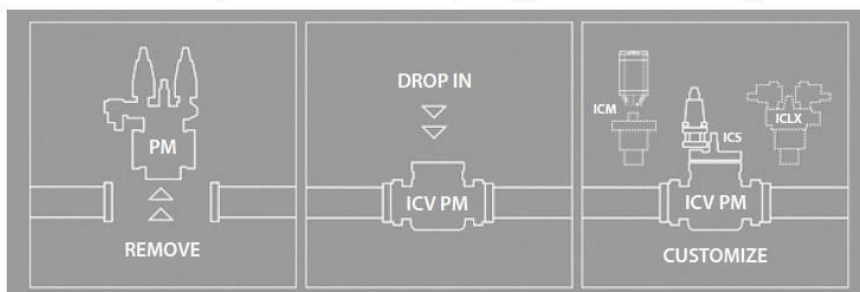 PM
REMOVE
DROP IN
ICV PM
ICM
ICS
ICLX
ICV PM
CUSTOMIZE